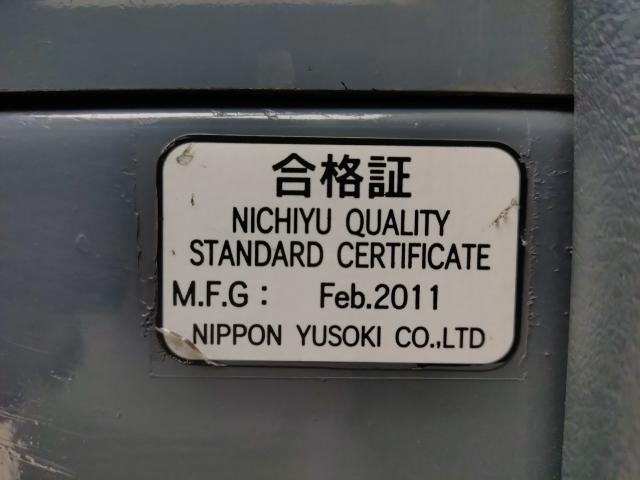 合格証
NICHIYU QUALITY
STANDARD CERTIFICATE
M.F.G : Feb.2011
NIPPON YUSOKI CO.,LTD